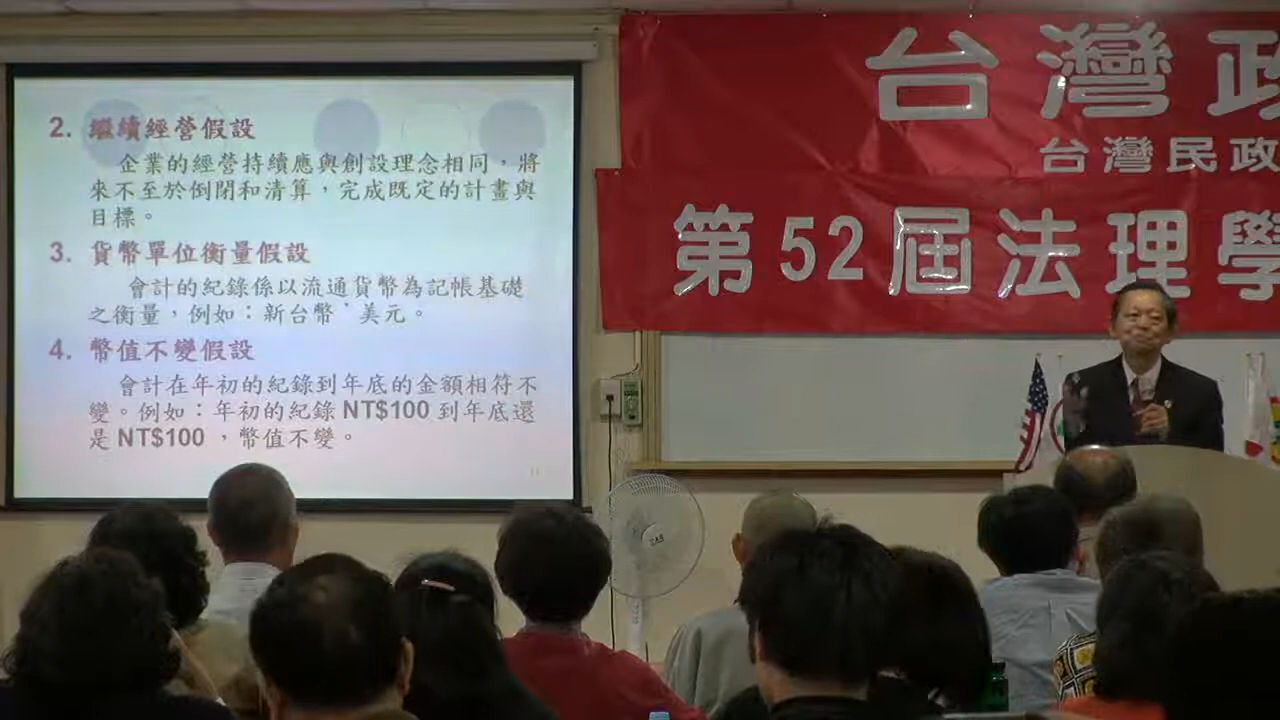 2. 繼續經營假設
企業的經營持續應與創設理念相同，將
來不至於倒閉和清算，完成既定的計畫與
目標。
3. 貨幣單位衡量假設
會計的紀錄係以流通貨幣為記帳基礎
之衡量，例如：新台幣、美元。
4. 幣值不變假設
會計在年初的紀錄到年底的金額相符不
變。例如：年初的紀錄 NT$100 到年底還
是 NT$100 ，幣值不變。
11
台灣政
台灣民政
第52屆法理學